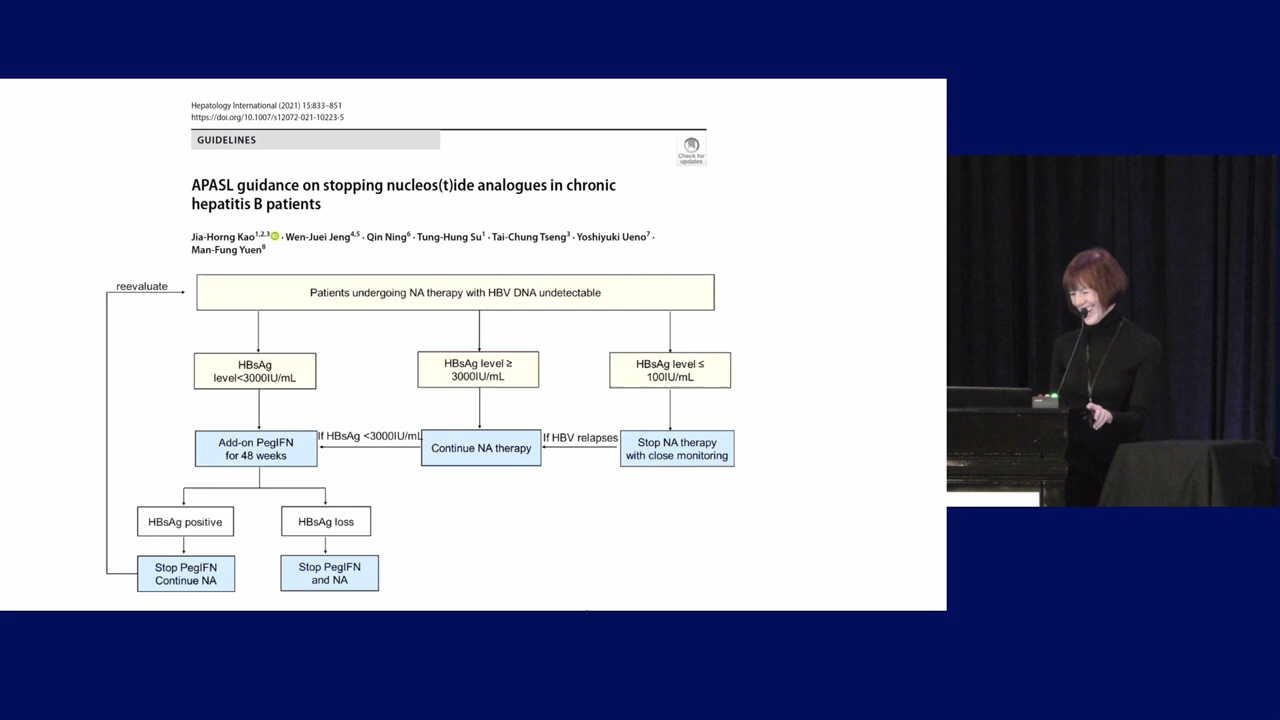 Hepatology International (2021) 15:833–851
https://doi.org/10.1007/s12072-021-10223-5
GUIDELINES
Check for
updates
APASL guidance on stopping nucleos(t)ide analogues in chronic
hepatitis B patients
Jia-Horng Kao1,2,3 · Wen-Juei Jeng4,5 · Qin Ning6 · Tung-Hung Su1 · Tai-Chung Tseng3 · Yoshiyuki Ueno7 ·
Man-Fung Yuen8
reevaluate
Patients undergoing NA therapy with HBV DNA undetectable
HBsAg
level<3000IU/mL
HBsAg level ≥
3000IU/mL
HBsAg level ≤
100IU/mL
Add-on PegIFN
for 48 weeks
If HBsAg <3000IU/mL
Continue NA therapy
If HBV relapses
Stop NA therapy
with close monitoring
HBsAg positive
HBsAg loss
Stop PegIFN
Continue NA
Stop PegIFN
and NA